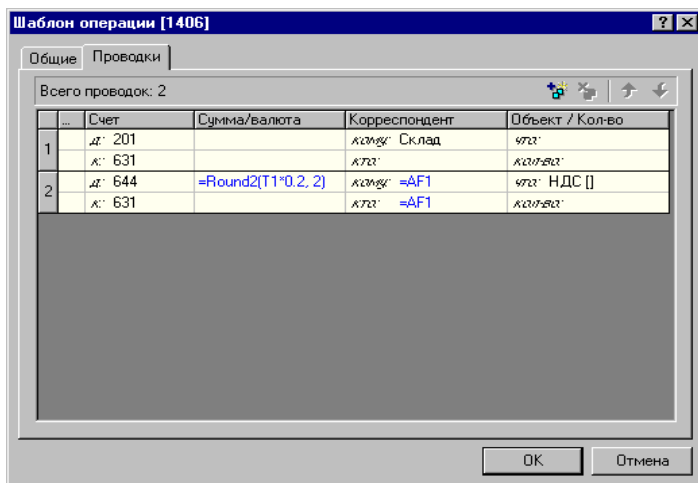 Шаблон операции [1406]
Общие Проводки
Всего проводок: 2
... Счет Сумма/валюта Корреспондент Объект / Кол-во
1 д: 201 кому: Склад что:
к: 631 кто: кол-во:
2 д: 644 =Round2(T1*0.2, 2) кому: =AF1 что: НДС []
к: 631 кто: =AF1 кол-во:
OK Отмена